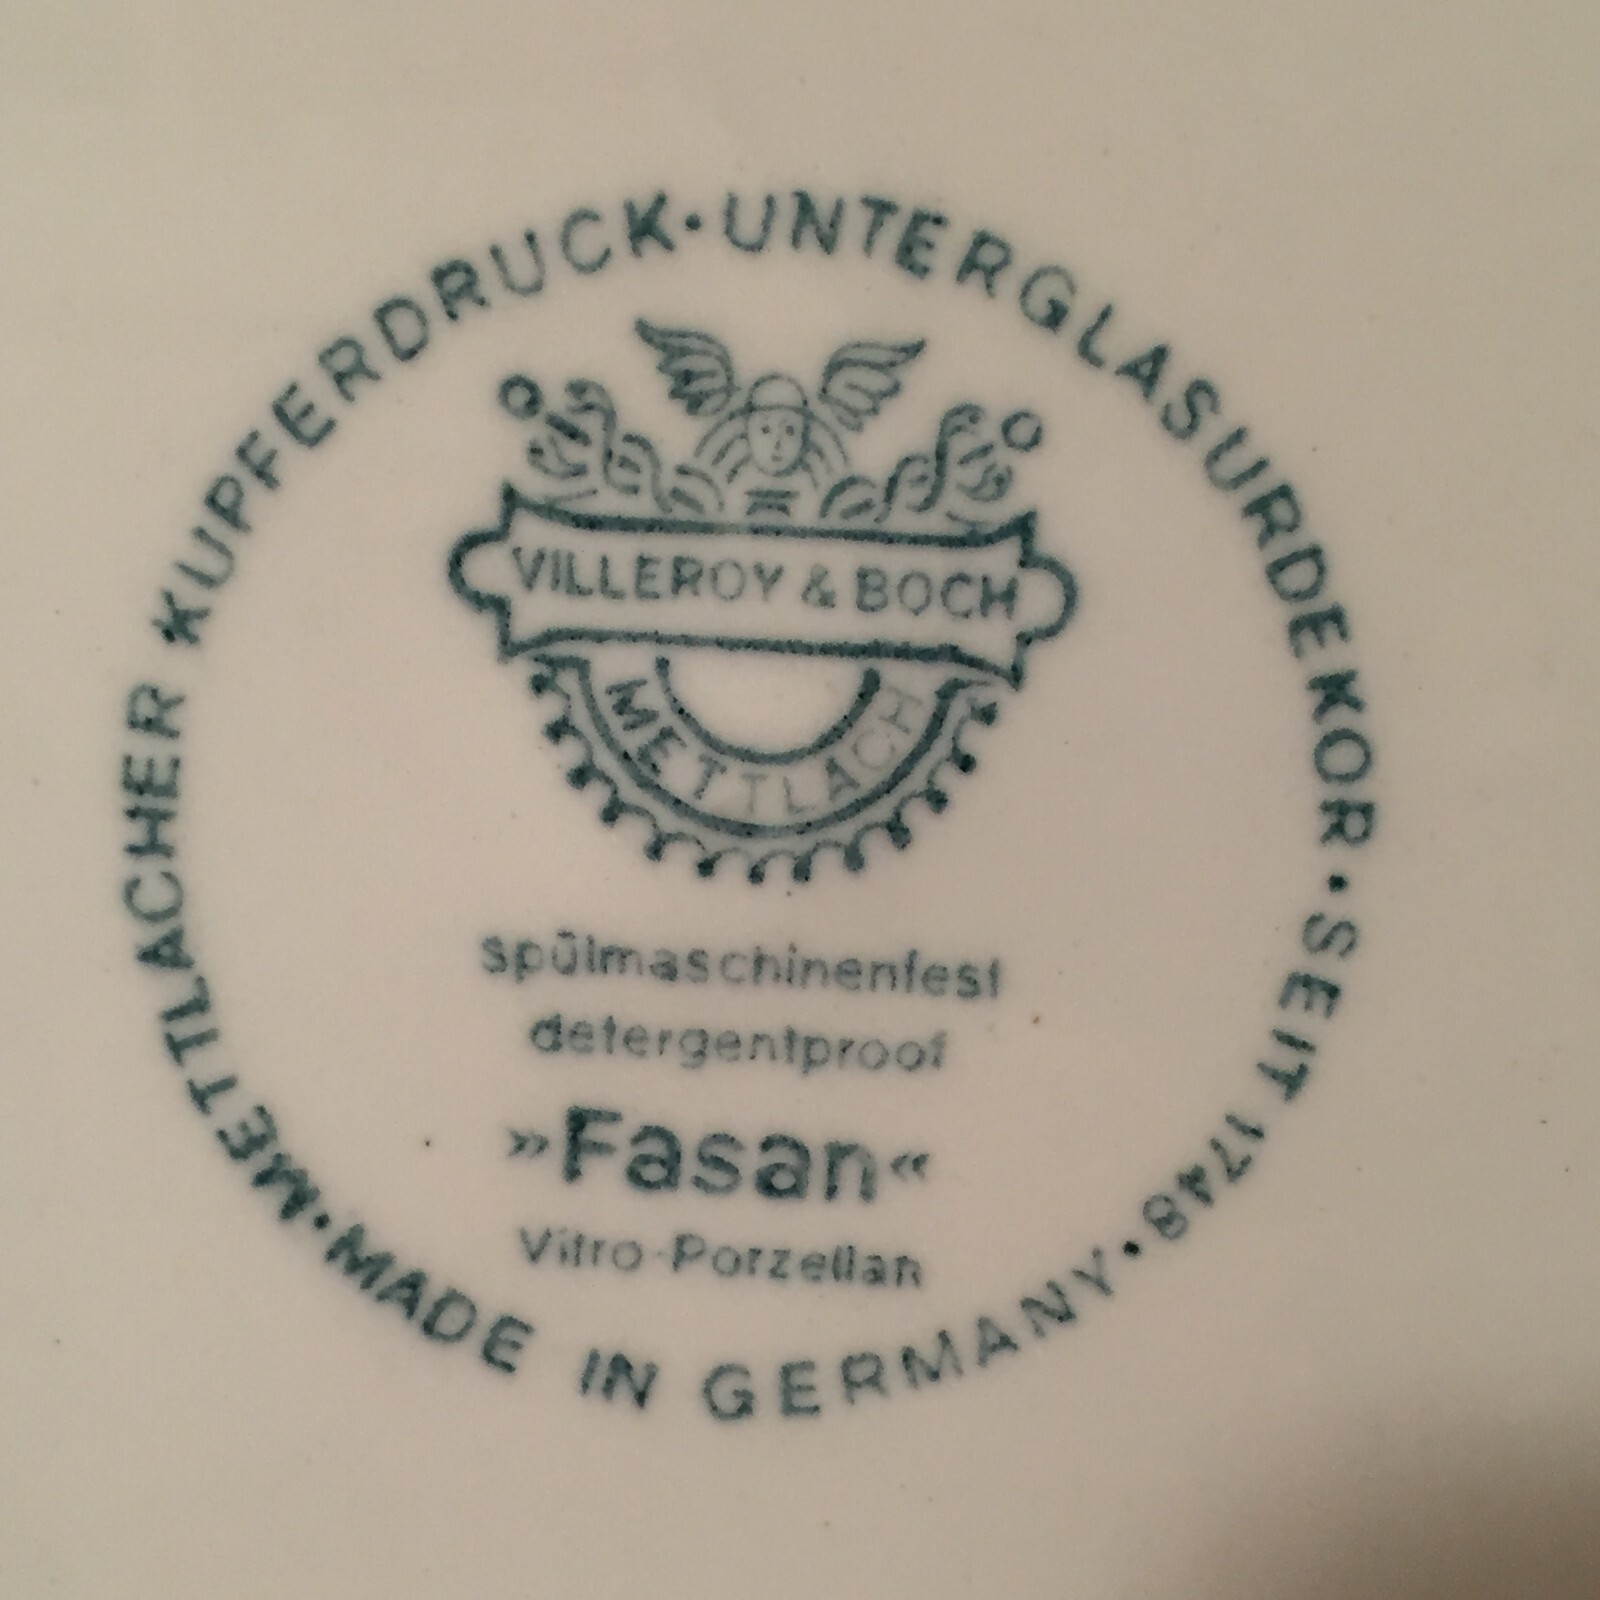 METTLACHER KUPFERDRUCK · UNTERGLASURDEKOR · SEIT 1748 · MADE IN GERMANY ·
VILLEROY & BOCH
METTLACH
spülmaschinenfest
detergentproof
»Fasan«
Vitro-Porzellan